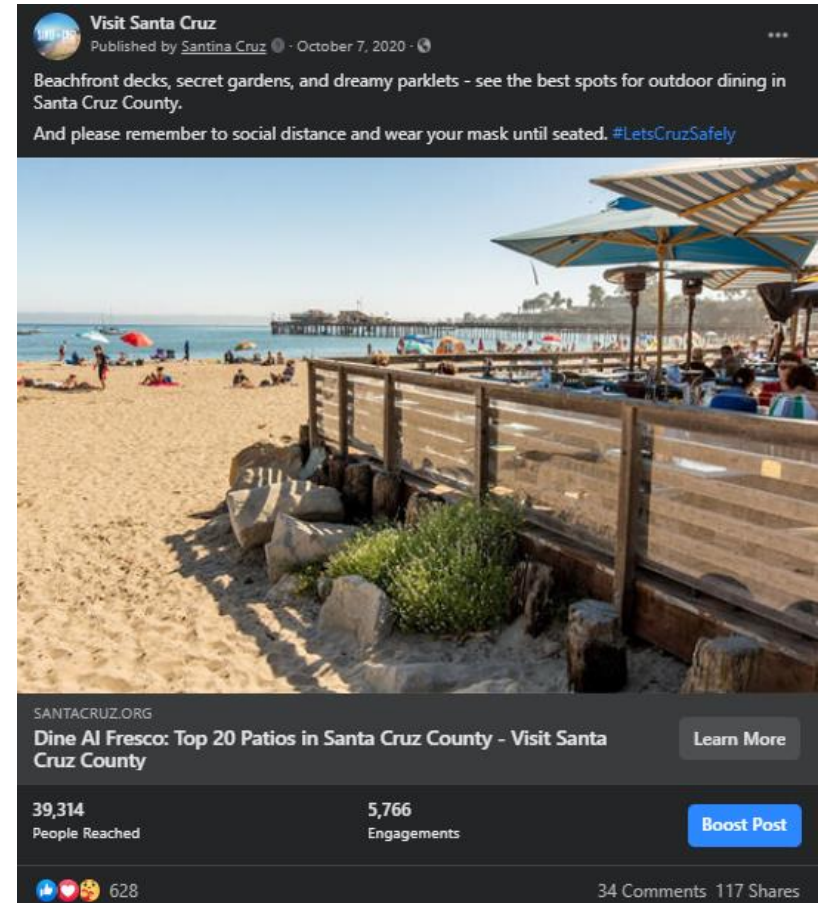 Visit Santa Cruz
Published by Santina Cruz · October 7, 2020 ·
Beachfront decks, secret gardens, and dreamy parklets - see the best spots for outdoor dining in
Santa Cruz County.
And please remember to social distance and wear your mask until seated. #LetsCruzSafely
SANTACRUZ.ORG
Dine Al Fresco: Top 20 Patios in Santa Cruz County - Visit Santa
Cruz County
Learn More
39,314
People Reached
5,766
Engagements
Boost Post
628
34 Comments 117 Shares